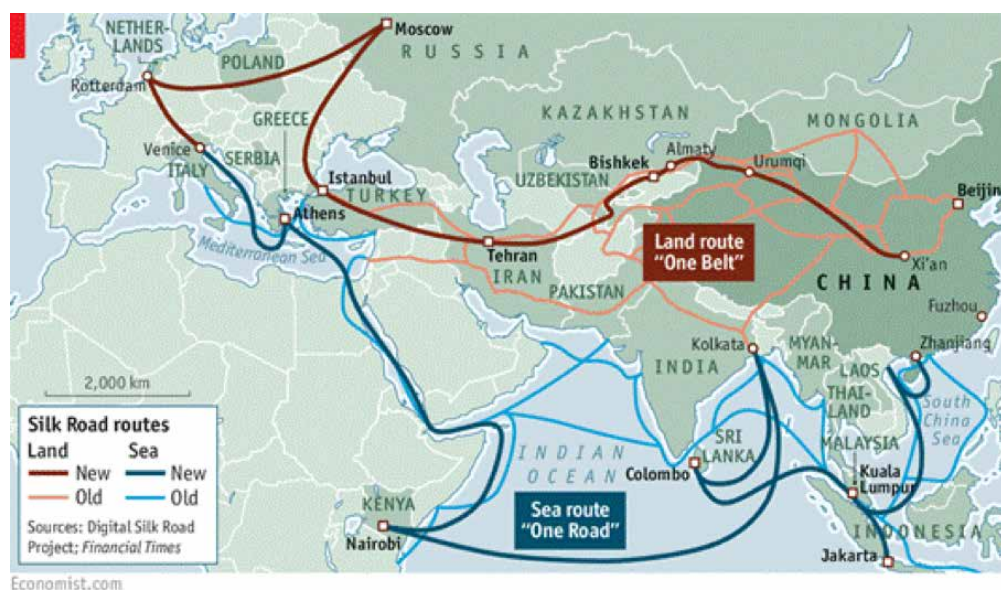 Moscow
NETHER-
LANDS
RUSSIA
POLAND
Rotterdam
KAZAKHSTAN
MONGOLIA
GREECE
Venice
SERBIA
ITALY
Almaty
Bishkek
Urumqi
UZBEKISTAN
Istanbul
TURKEY
Beijin
Athens
Mediterranean Sea
Tehran
IRAN
Land route
"One Belt"
Xi'an
CHINA
PAKISTAN
Fuzhou
Kolkata
MYAN-
MAR
Zhanjiang
INDIA
LAOS
THAI-
LAND
South
China
Sea
2,000 km
Silk Road routes
Land
Sea
New
New
Old
Old
Sources: Digital Silk Road
Project; Financial Times
SRI
LANKA
MALAYSIA
INDIAN
OCEAN
Colombo
Kuala
Lumpur
KENYA
Sea route
"One Road"
INDONESIA
Nairobi
Jakarta
Economist.com